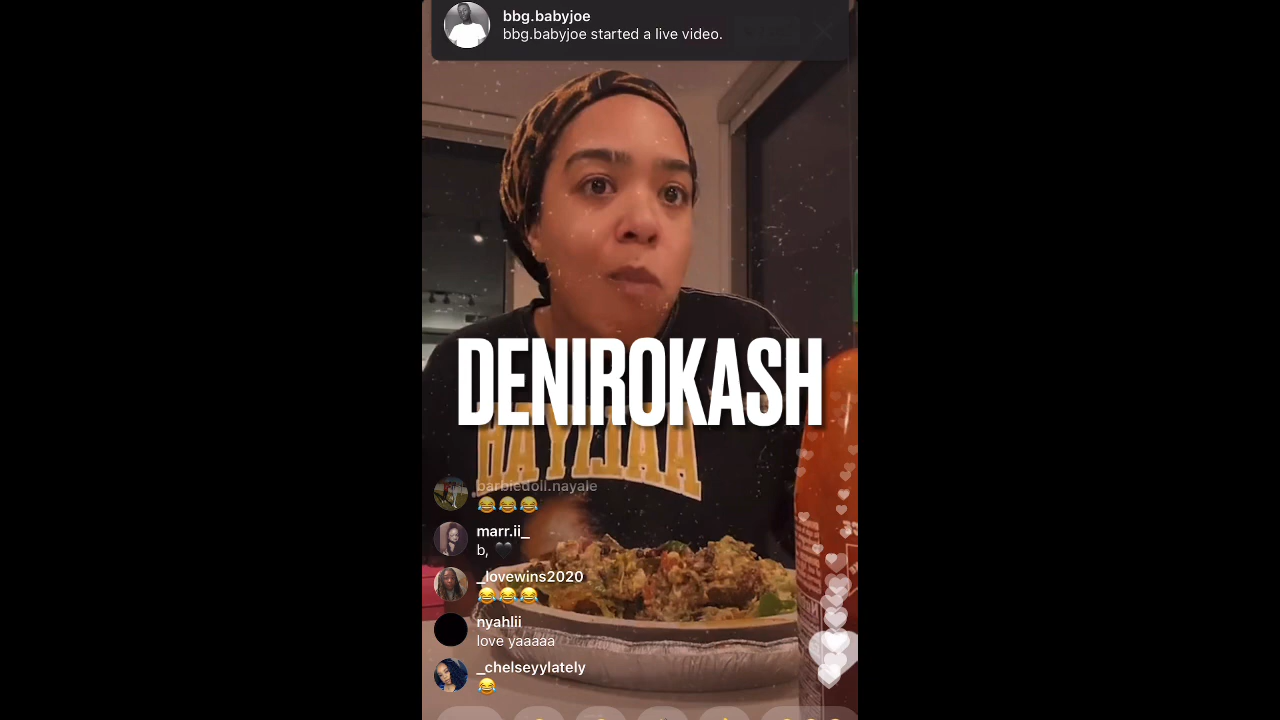 bbg.babyjoe
bbg.babyjoe started a live video.
DENIROKASH
barbiedoll.nayale
😂😂😂
marr.ii_
b, 🖤
_lovewins2020
😂😂😂
nyahlii
love yaaaaa
_chelseyylately
😂